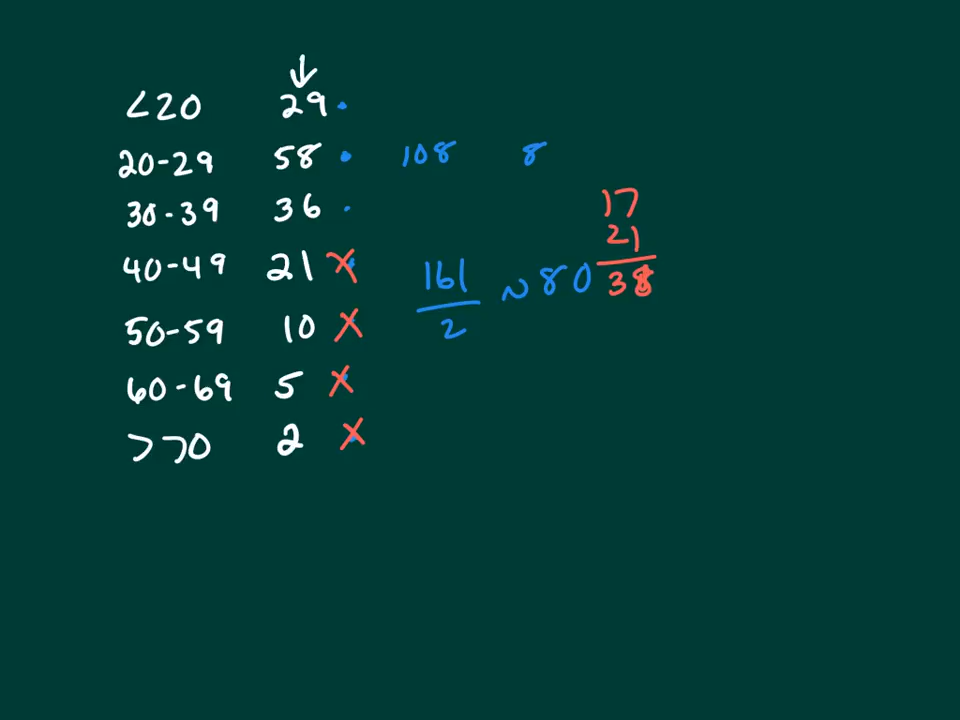 ↓
<20 29
20-29 58 108 8
30-39 36 17
40-49 21 X 161/2 ~80 21
38
50-59 10 X
60-69 5 X
>70 2 X